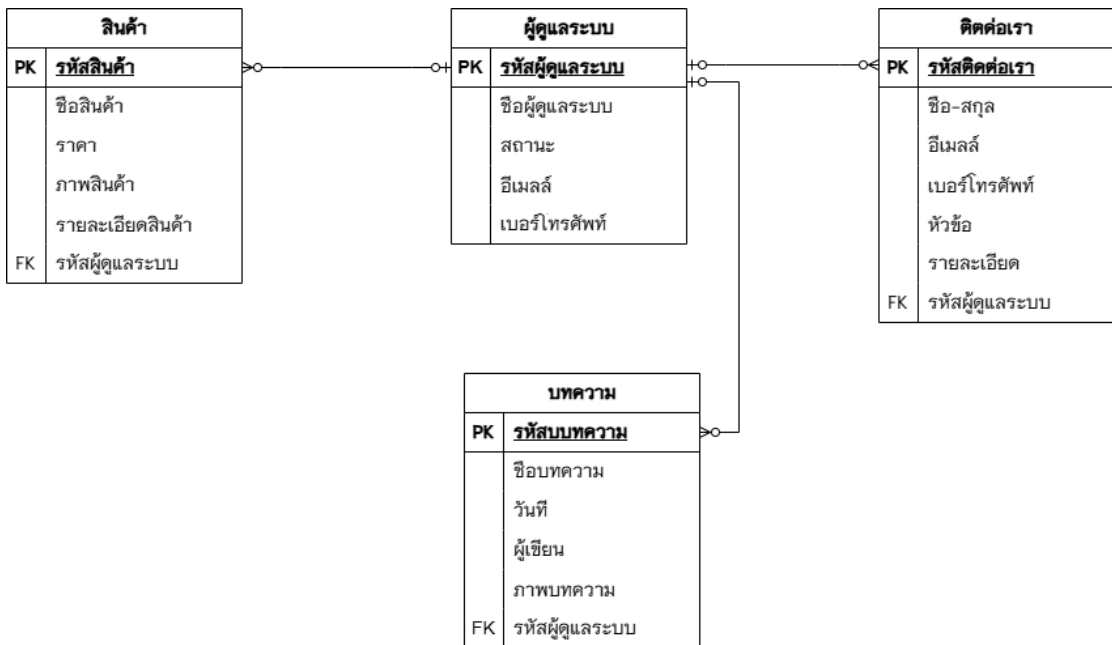 สินค้า
PK รหัสสินค้า
ชื่อสินค้า
ราคา
ภาพสินค้า
รายละเอียดสินค้า
FK รหัสผู้ดูแลระบบ
ผู้ดูแลระบบ
PK รหัสผู้ดูแลระบบ
ชื่อผู้ดูแลระบบ
สถานะ
อีเมลล์
เบอร์โทรศัพท์
ติตต่อเรา
PK รหัสติดต่อเรา
ชื่อ-สกุล
อีเมลล์
เบอร์โทรศัพท์
หัวข้อ
รายละเอียด
FK รหัสผู้ดูแลระบบ
บทความ
PK รหัสบบทความ
ชื่อบทความ
วันที่
ผู้เขียน
ภาพบทความ
FK รหัสผู้ดูแลระบบ